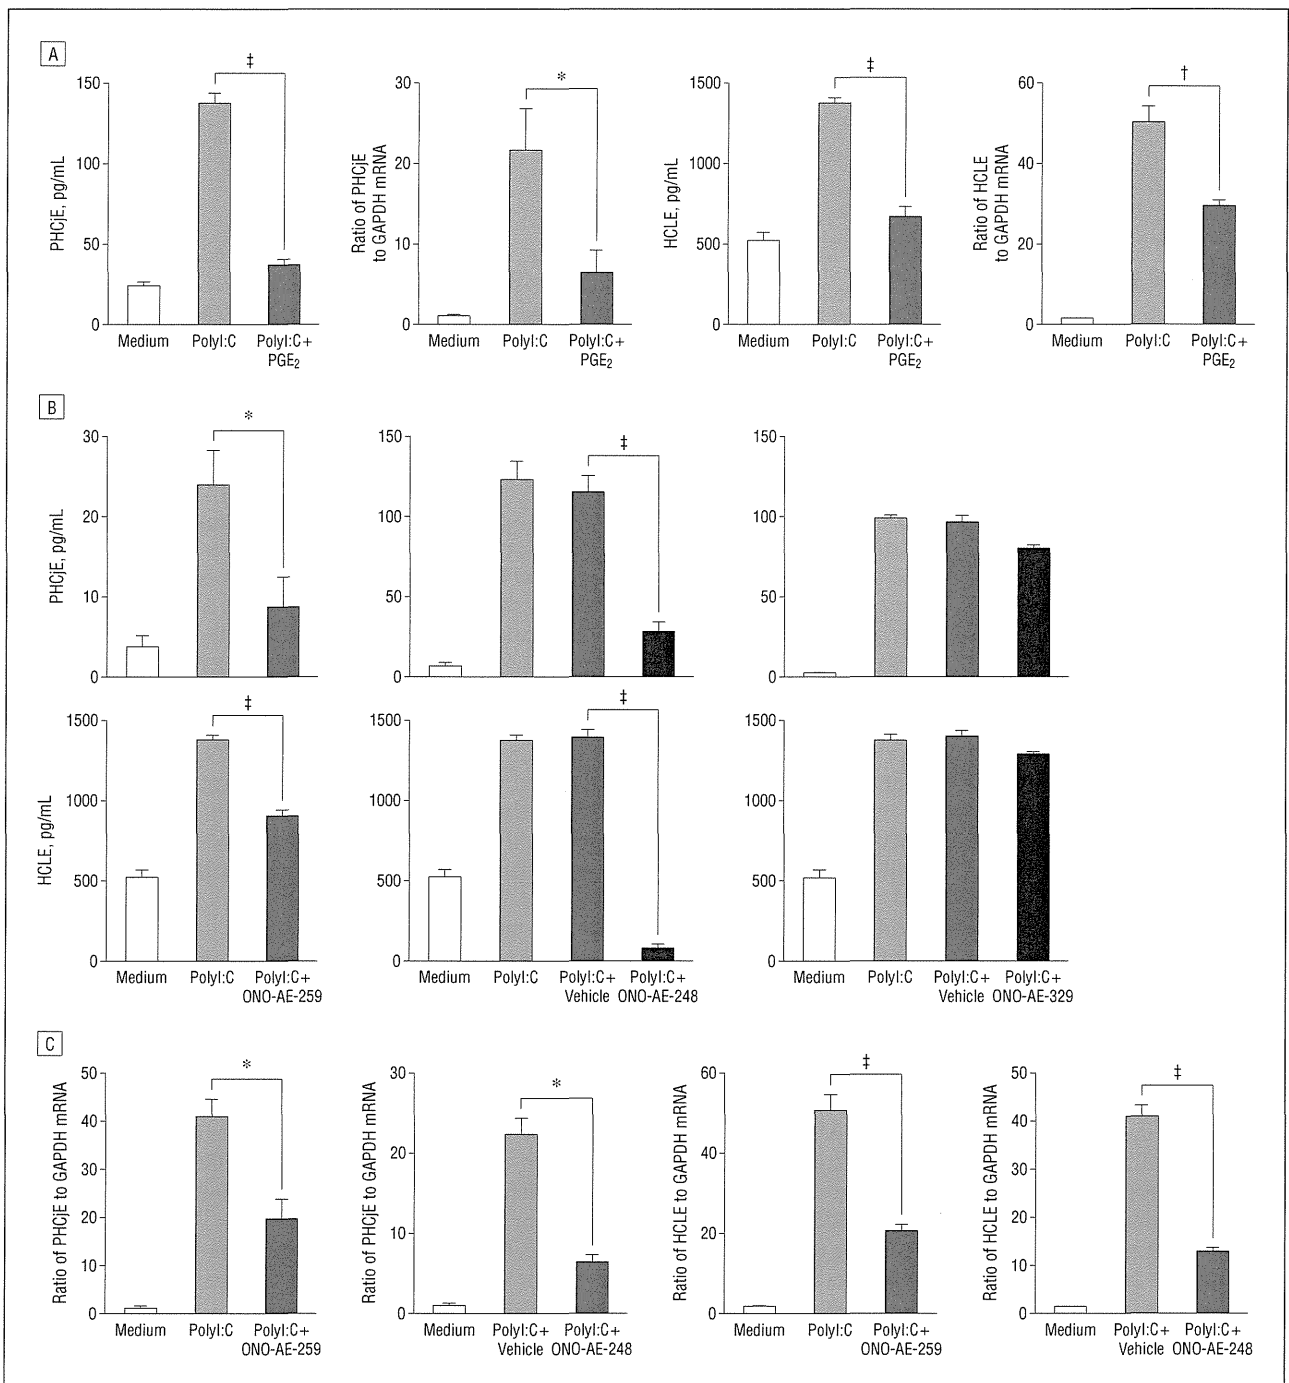 A
‡
150
100
50
0
PHCjE, pg/mL
Medium
PolyI:C
PolyI:C+
PGE2
*
30
20
10
0
Ratio of PHCjE
to GAPDH mRNA
Medium
PolyI:C
PolyI:C+
PGE2
‡
1500
1000
500
0
HCLE, pg/mL
Medium
PolyI:C
PolyI:C+
PGE2
†
60
40
20
0
Ratio of HCLE
to GAPDH mRNA
Medium
PolyI:C
PolyI:C+
PGE2
B
*
30
20
10
0
PHCjE, pg/mL
‡
150
100
50
0
150
100
50
0
‡
1500
1000
500
0
HCLE, pg/mL
Medium
PolyI:C
PolyI:C+
ONO-AE-259
‡
1500
1000
500
0
Medium
PolyI:C
PolyI:C+
Vehicle
PolyI:C+
ONO-AE-248
1500
1000
500
0
Medium
PolyI:C
PolyI:C+
Vehicle
PolyI:C+
ONO-AE-329
C
*
50
40
30
20
10
0
Ratio of PHCjE to GAPDH mRNA
Medium
PolyI:C
PolyI:C+
ONO-AE-259
*
30
20
10
0
Ratio of PHCjE to GAPDH mRNA
Medium
PolyI:C+
Vehicle
PolyI:C+
ONO-AE-248
‡
60
40
20
0
Ratio of HCLE to GAPDH mRNA
Medium
PolyI:C
PolyI:C+
ONO-AE-259
‡
50
40
30
20
10
0
Ratio of HCLE to GAPDH mRNA
Medium
PolyI:C+
Vehicle
PolyI:C+
ONO-AE-248